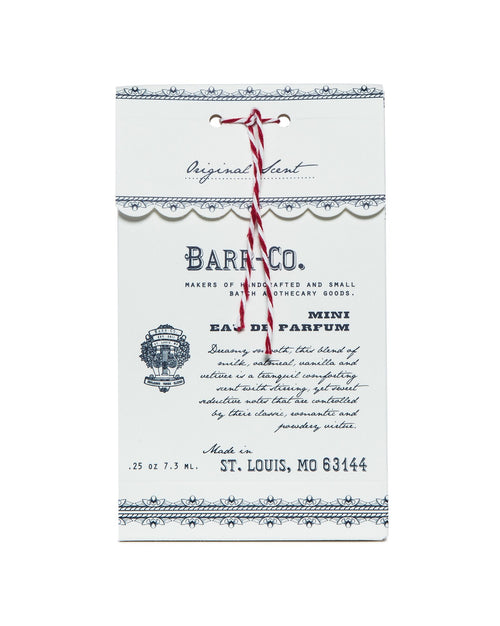 Original Scent
BARR-CO.
MAKERS OF HANDCRAFTED AND SMALL
BATCH APOTHECARY GOODS.
MINI
EAU DE PARFUM
Dreamy smooth, this blend of
milk, oatmeal, vanilla and
vetiver is a tranquil comforting
scent with stirring, yet sweet
seductive notes that are controlled
by their classic, romantic and
powdery virtue.
BARR-CO.
Made in
.25 OZ 7.3 ML.
ST. LOUIS, MO 63144